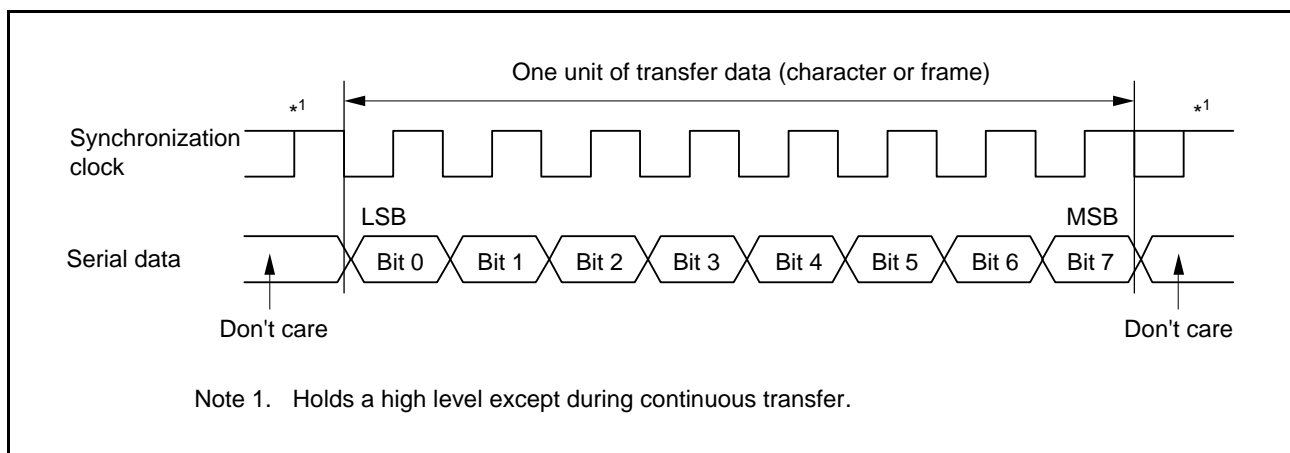 One unit of transfer data (character or frame)
*1
*1
Synchronization
clock
LSB
MSB
Serial data
Bit 0
Bit 1
Bit 2
Bit 3
Bit 4
Bit 5
Bit 6
Bit 7
Don't care
Don't care
Note 1. Holds a high level except during continuous transfer.